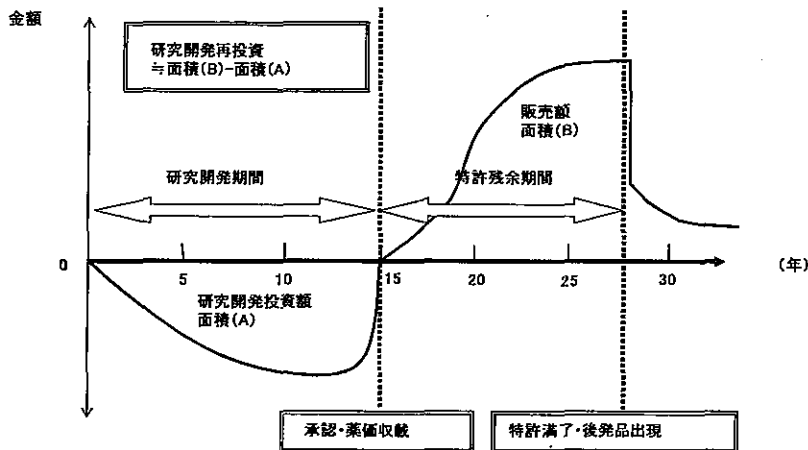 金額
研究開発再投資
≒面積(B)-面積(A)
販売額
面積(B)
研究開発期間
特許残余期間
0
5
10
15
20
25
30
(年)
研究開発投資額
面積(A)
承認・薬価収載
特許満了・後発品出現